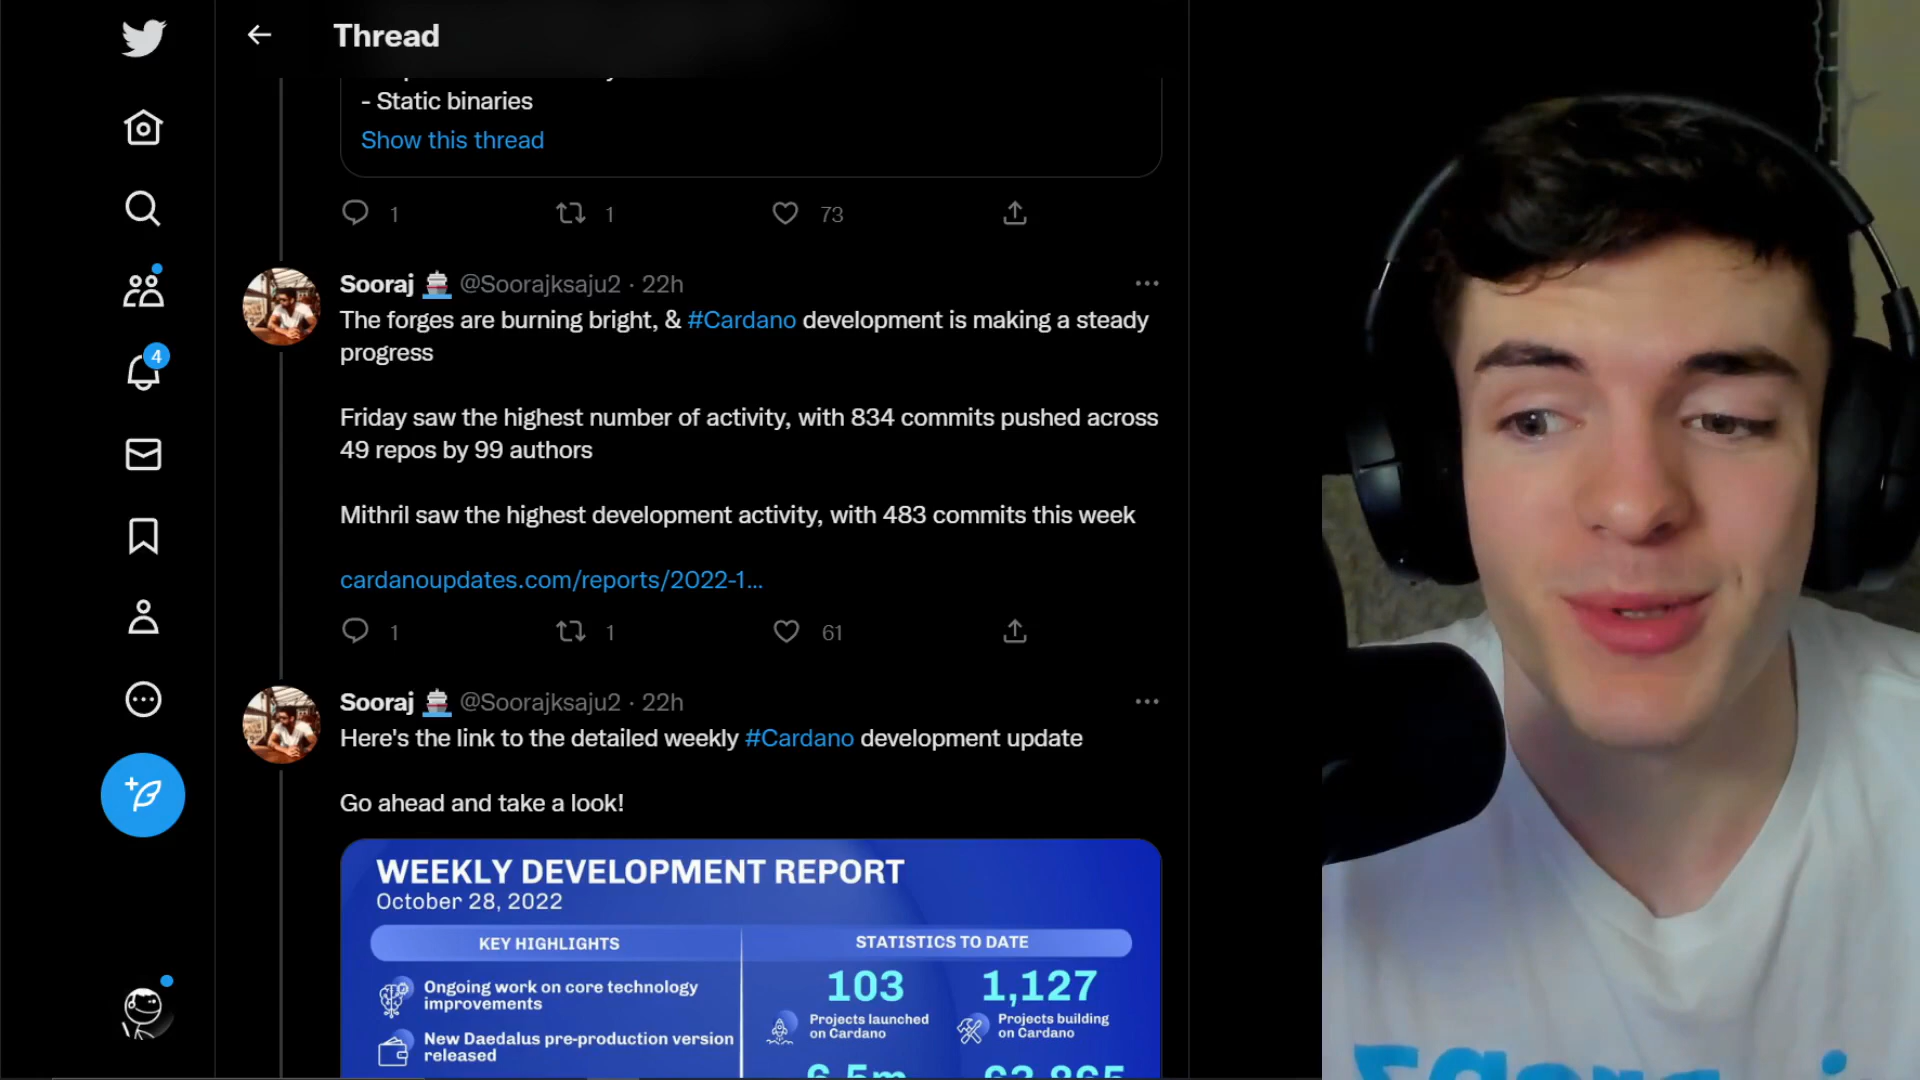 Thread
- Static binaries
Show this thread
1 1 73
Sooraj @Soorajksaju2 · 22h
The forges are burning bright, & #Cardano development is making a steady
progress
Friday saw the highest number of activity, with 834 commits pushed across
49 repos by 99 authors
Mithril saw the highest development activity, with 483 commits this week
cardanoupdates.com/reports/2022-1...
1 1 61
4
Sooraj @Soorajksaju2 · 22h
Here's the link to the detailed weekly #Cardano development update
Go ahead and take a look!
WEEKLY DEVELOPMENT REPORT
October 28, 2022
KEY HIGHLIGHTS
STATISTICS TO DATE
Ongoing work on core technology
improvements
New Daedalus pre-production version
released
103
Projects launched
on Cardano
1,127
Projects building
on Cardano
6.5m